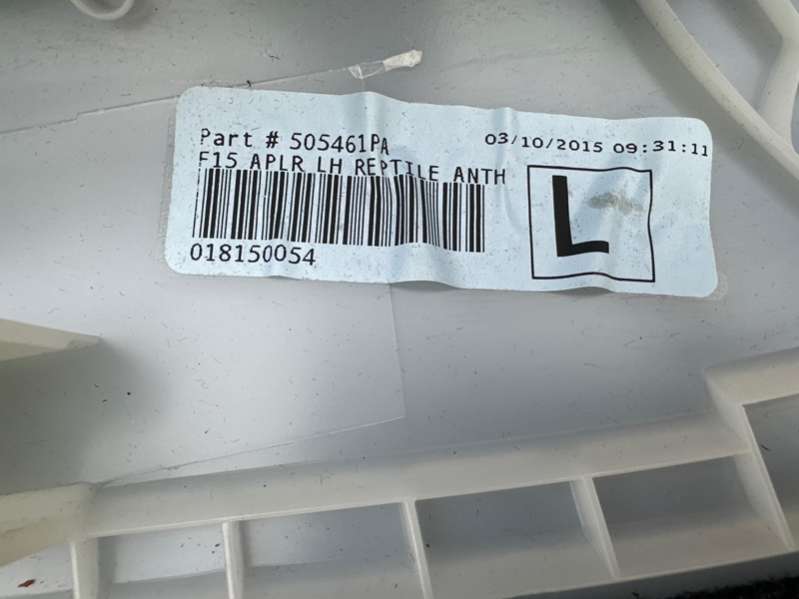 Part # 505461PA
03/10/2015 09:31:11
F15 APLR LH REPTILE ANTH
L
018150054